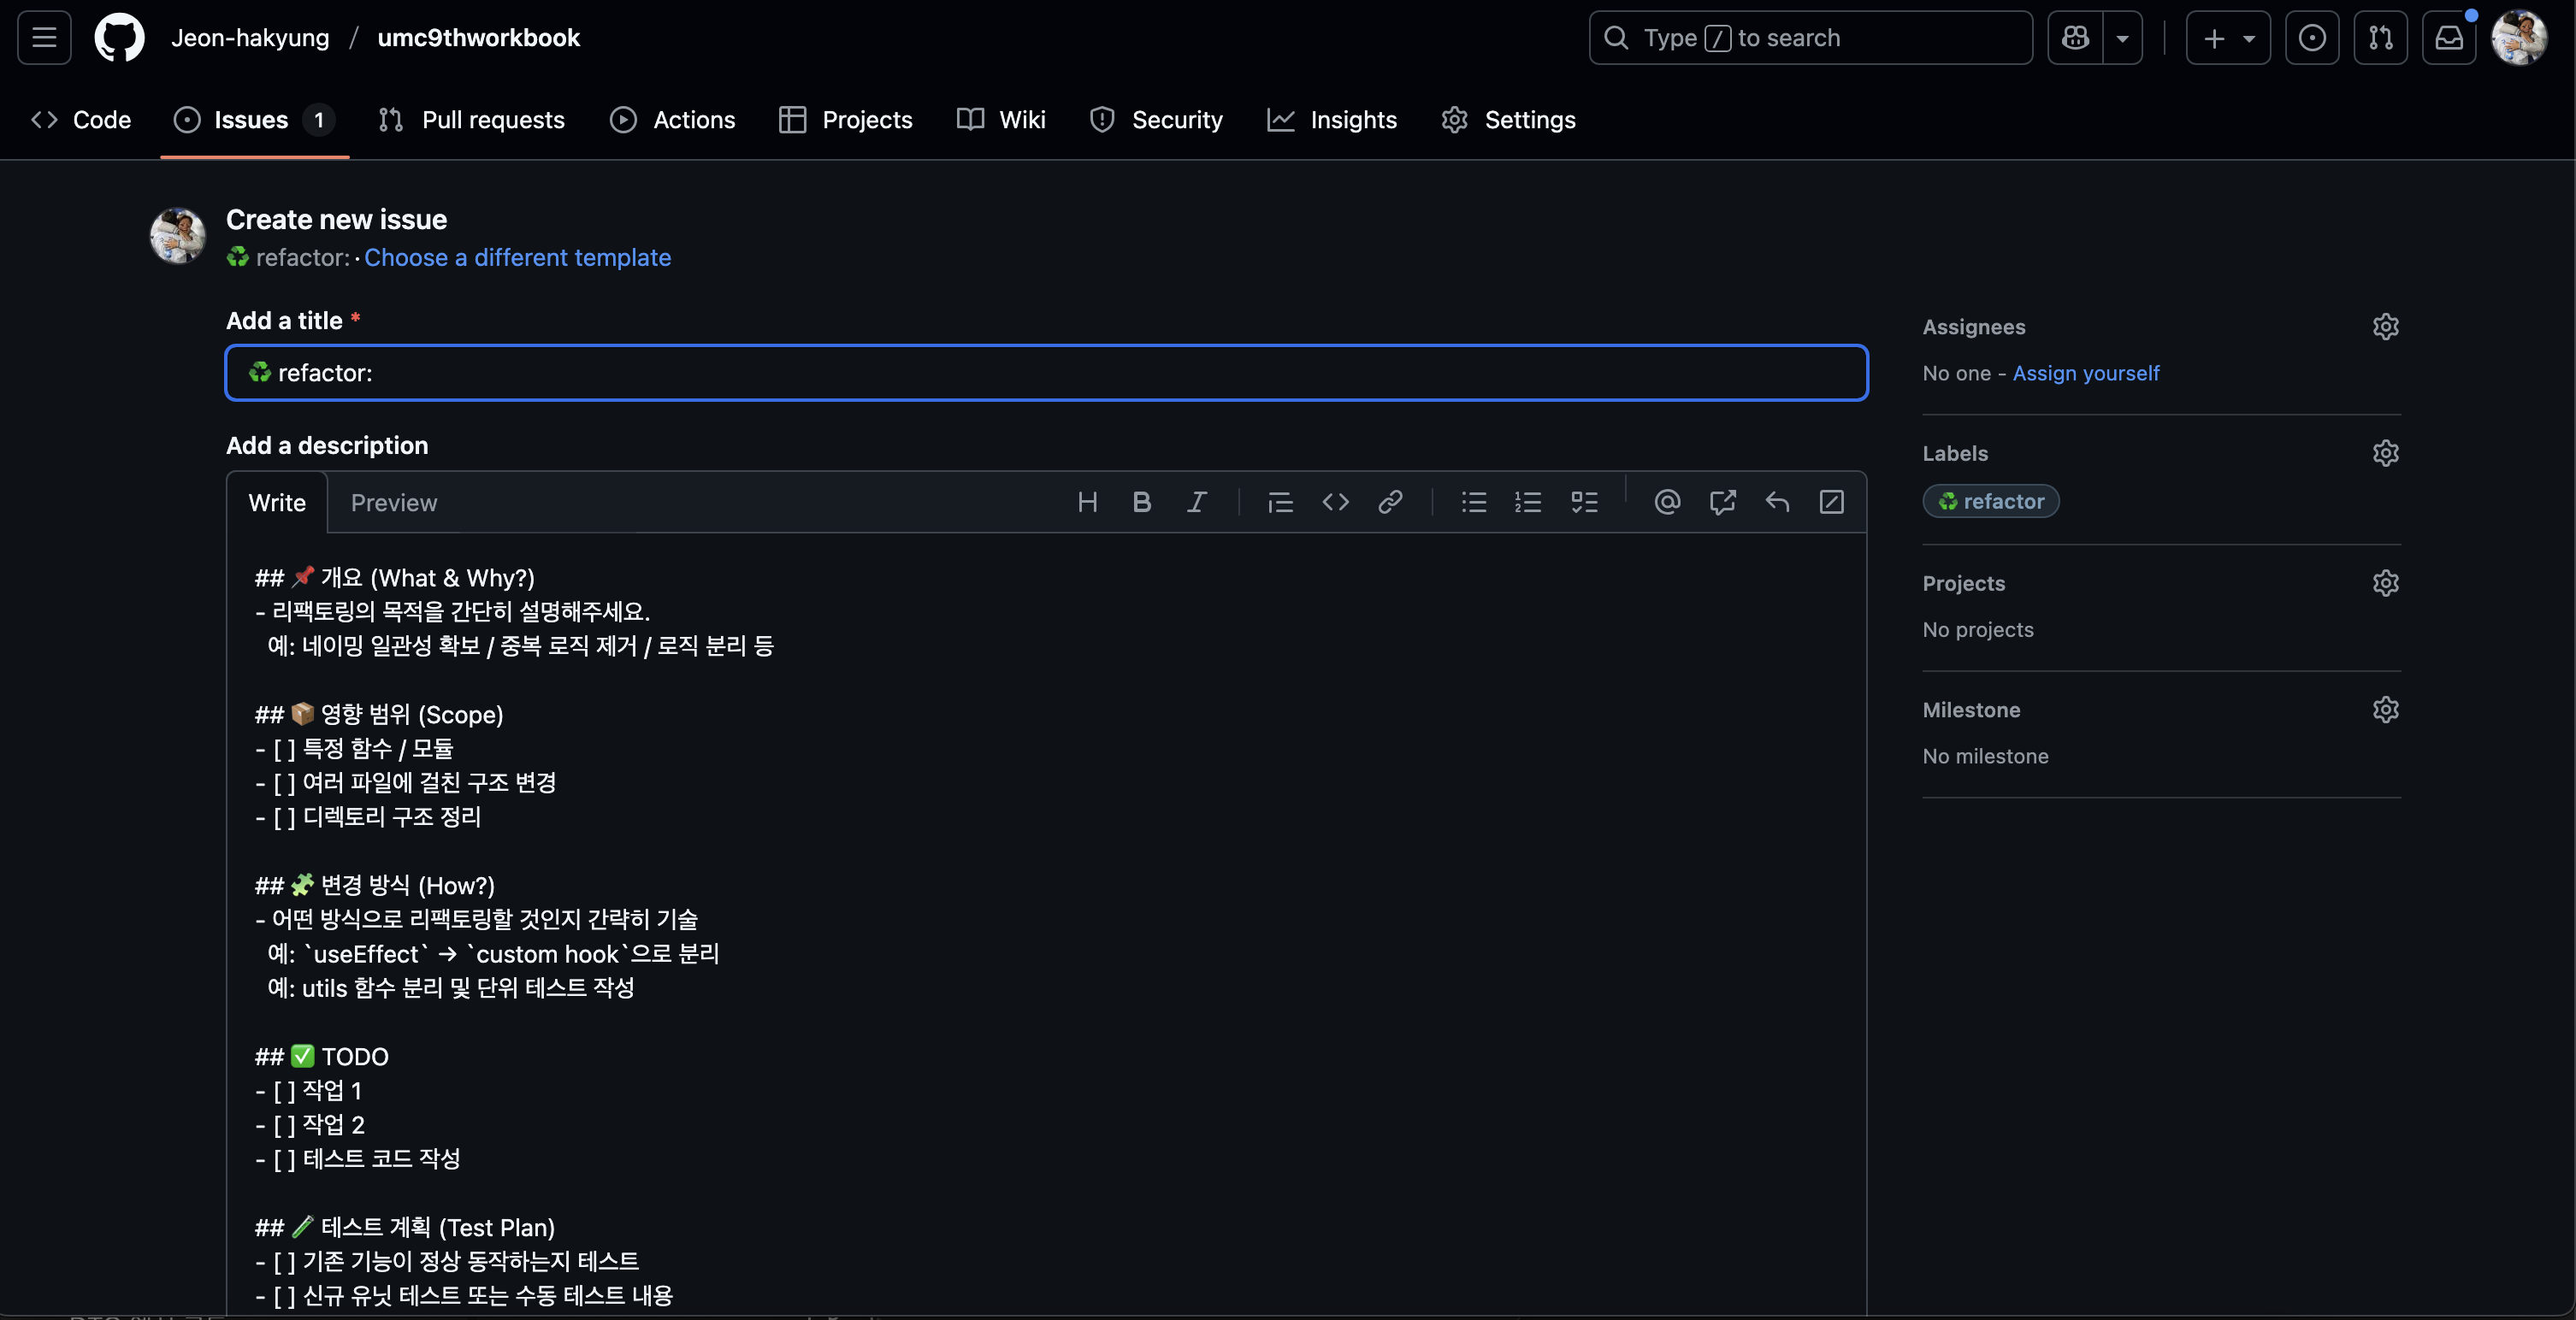 Jeon-hakyung / umc9thworkbook
Type / to search
Code
Issues 1
Pull requests
Actions
Projects
Wiki
Security
Insights
Settings
Create new issue
♻️ refactor: · Choose a different template
Add a title *
♻️ refactor:
Add a description
Write
Preview
## 📌 개요 (What & Why?)
- 리팩토링의 목적을 간단히 설명해주세요.
예: 네이밍 일관성 확보 / 중복 로직 제거 / 로직 분리 등
## 📦 영향 범위 (Scope)
- [ ] 특정 함수 / 모듈
- [ ] 여러 파일에 걸친 구조 변경
- [ ] 디렉토리 구조 정리
## 🧩 변경 방식 (How?)
- 어떤 방식으로 리팩토링할 것인지 간략히 기술
예: `useEffect` → `custom hook`으로 분리
예: utils 함수 분리 및 단위 테스트 작성
## ✅ TODO
- [ ] 작업 1
- [ ] 작업 2
- [ ] 테스트 코드 작성
## 🧪 테스트 계획 (Test Plan)
- [ ] 기존 기능이 정상 동작하는지 테스트
- [ ] 신규 유닛 테스트 또는 수동 테스트 내용
Assignees
No one - Assign yourself
Labels
♻️ refactor
Projects
No projects
Milestone
No milestone